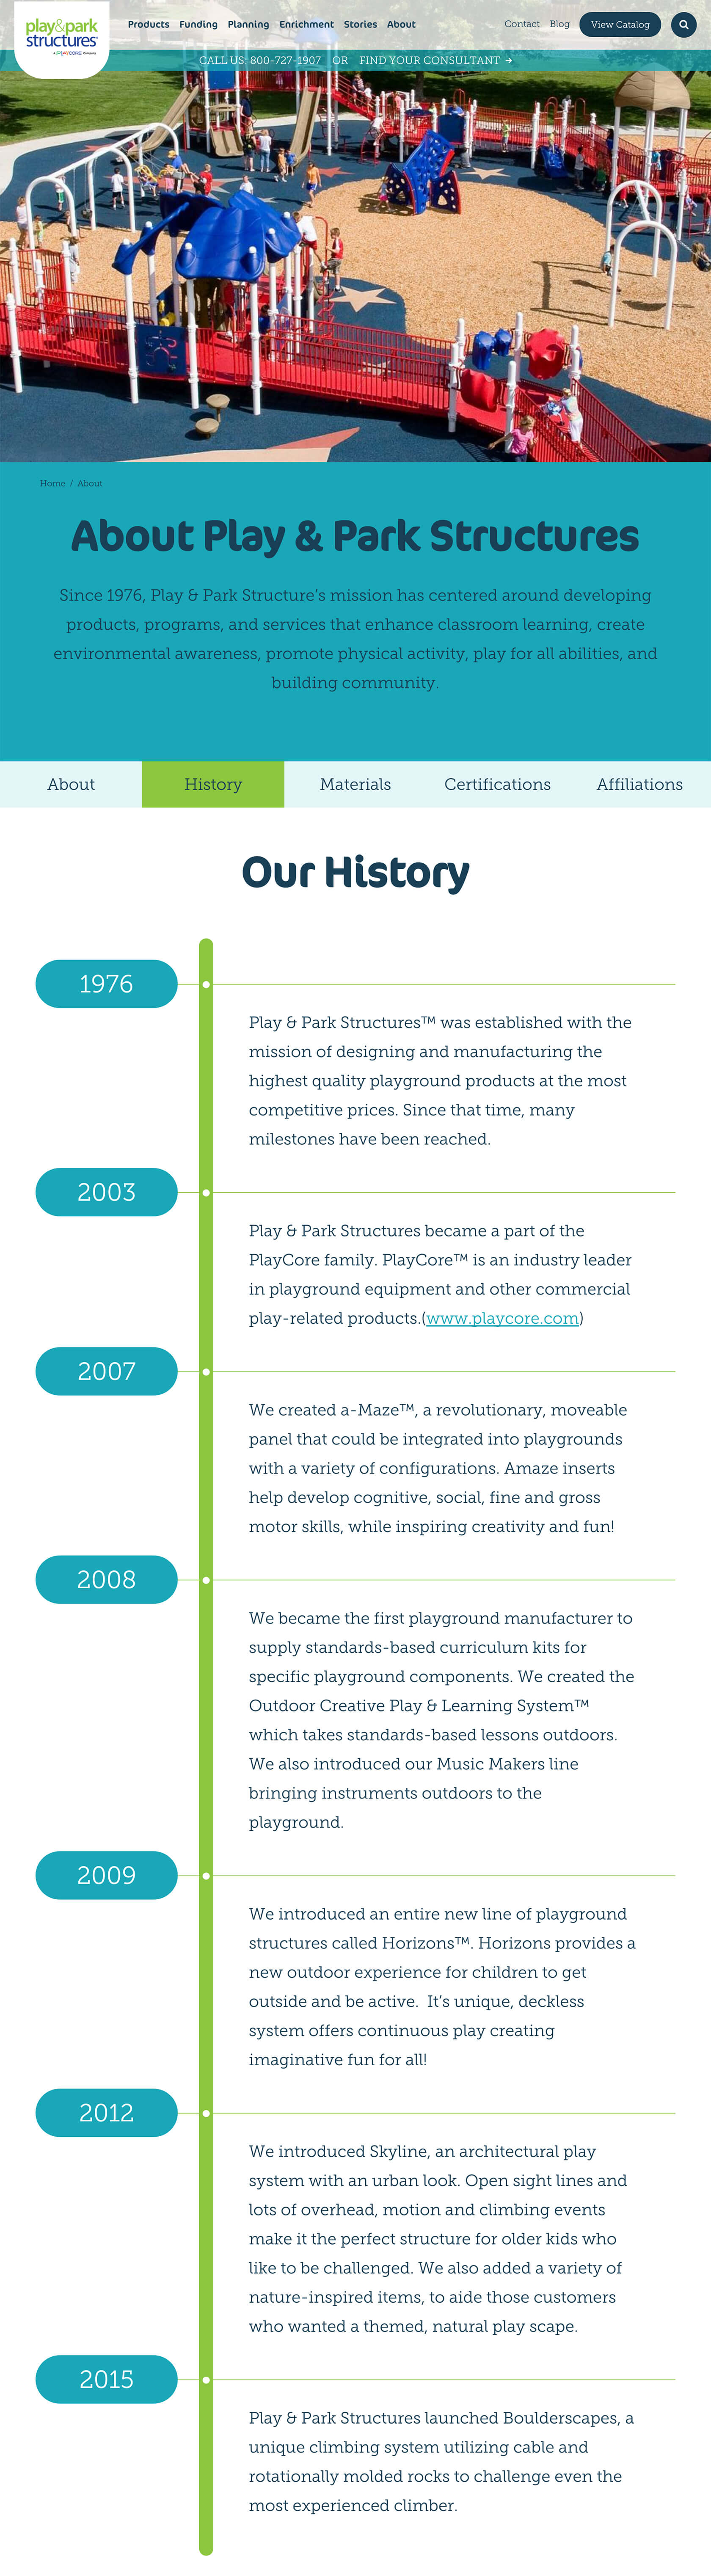 play&park
structures
a PLAYCORE Company
Products Funding Planning Enrichment Stories About
Contact Blog View Catalog
CALL US: 800-727-1907 OR FIND YOUR CONSULTANT →
Home / About
About Play & Park Structures
Since 1976, Play & Park Structure’s mission has centered around developing
products, programs, and services that enhance classroom learning, create
environmental awareness, promote physical activity, play for all abilities, and
building community.
About History Materials Certifications Affiliations
Our History
1976
Play & Park Structures™ was established with the
mission of designing and manufacturing the
highest quality playground products at the most
competitive prices. Since that time, many
milestones have been reached.
2003
Play & Park Structures became a part of the
PlayCore family. PlayCore™ is an industry leader
in playground equipment and other commercial
play-related products.(www.playcore.com)
2007
We created a-Maze™, a revolutionary, moveable
panel that could be integrated into playgrounds
with a variety of configurations. Amaze inserts
help develop cognitive, social, fine and gross
motor skills, while inspiring creativity and fun!
2008
We became the first playground manufacturer to
supply standards-based curriculum kits for
specific playground components. We created the
Outdoor Creative Play & Learning System™
which takes standards-based lessons outdoors.
We also introduced our Music Makers line
bringing instruments outdoors to the
playground.
2009
We introduced an entire new line of playground
structures called Horizons™. Horizons provides a
new outdoor experience for children to get
outside and be active.  It’s unique, deckless
system offers continuous play creating
imaginative fun for all!
2012
We introduced Skyline, an architectural play
system with an urban look. Open sight lines and
lots of overhead, motion and climbing events
make it the perfect structure for older kids who
like to be challenged. We also added a variety of
nature-inspired items, to aide those customers
who wanted a themed, natural play scape.
2015
Play & Park Structures launched Boulderscapes, a
unique climbing system utilizing cable and
rotationally molded rocks to challenge even the
most experienced climber.